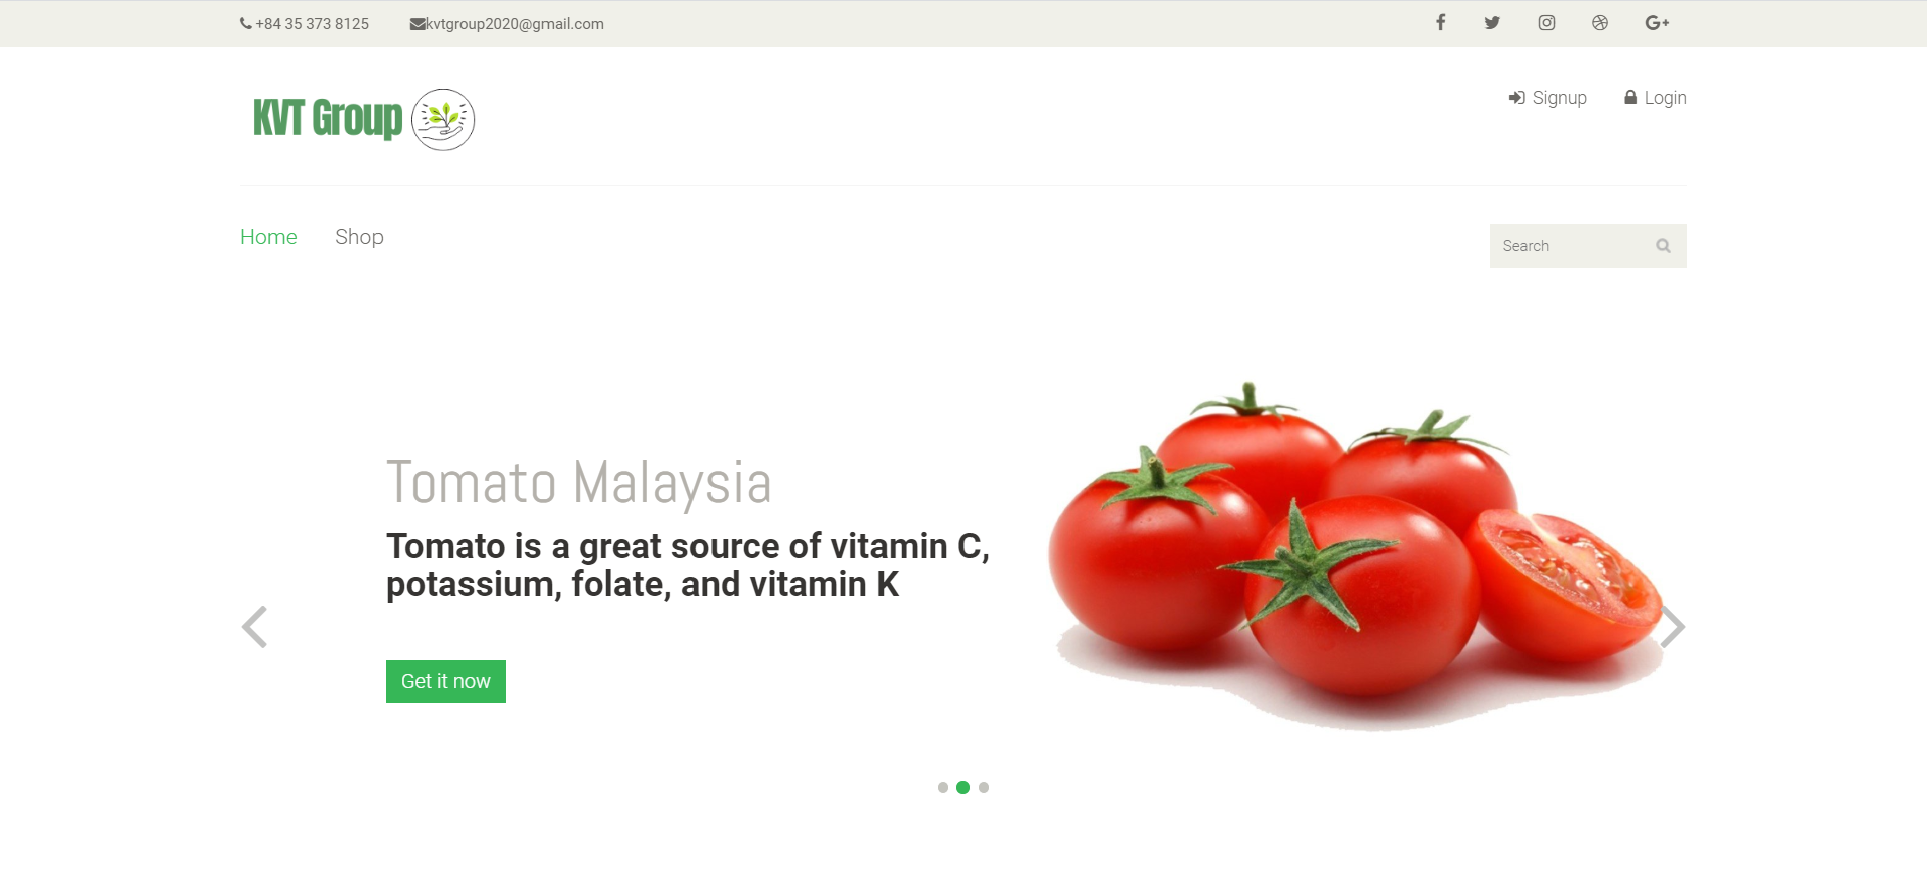 +84 35 373 8125 kvtgroup2020@gmail.com
KVT Group
Signup Login
Home Shop
Search
Tomato Malaysia
Tomato is a great source of vitamin C,
potassium, folate, and vitamin K
Get it now